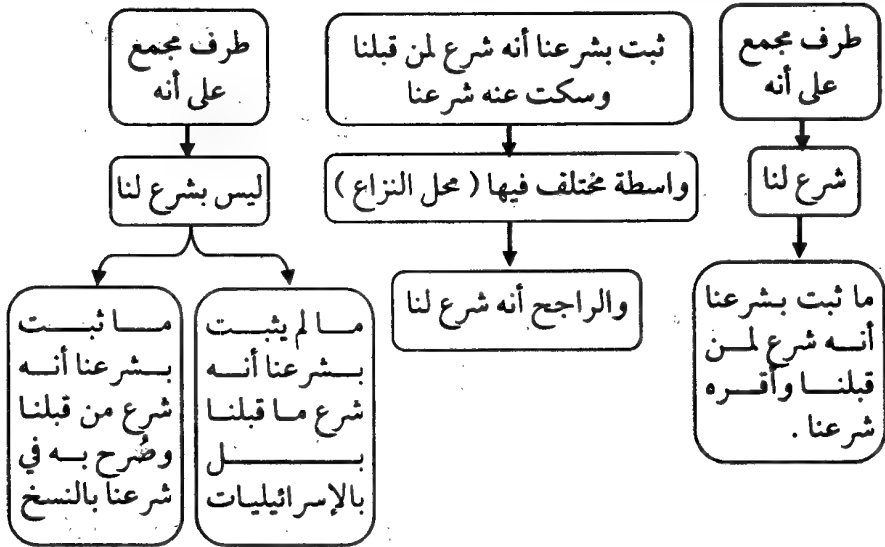 طرف مجمع
على أنه
شرع لنا
ما ثبت بشرعنا
أنه شرع لمن
قبلنا وأقره
شرعنا .
ثبت بشرعنا أنه شرع لمن قبلنا
وسكت عنه شرعنا
واسطة مختلف فيها ( محل النزاع )
والراجح أنه شرع لنا
طرف مجمع
على أنه
ليس بشرع لنا
ما لم يثبت
بشرعنا أنه
شرع ما قبلنا
بل
بالإسرائيليات
ما ثبت
بشرعنا أنه
شرع من قبلنا
وصُرح به في
شرعنا بالنسخ